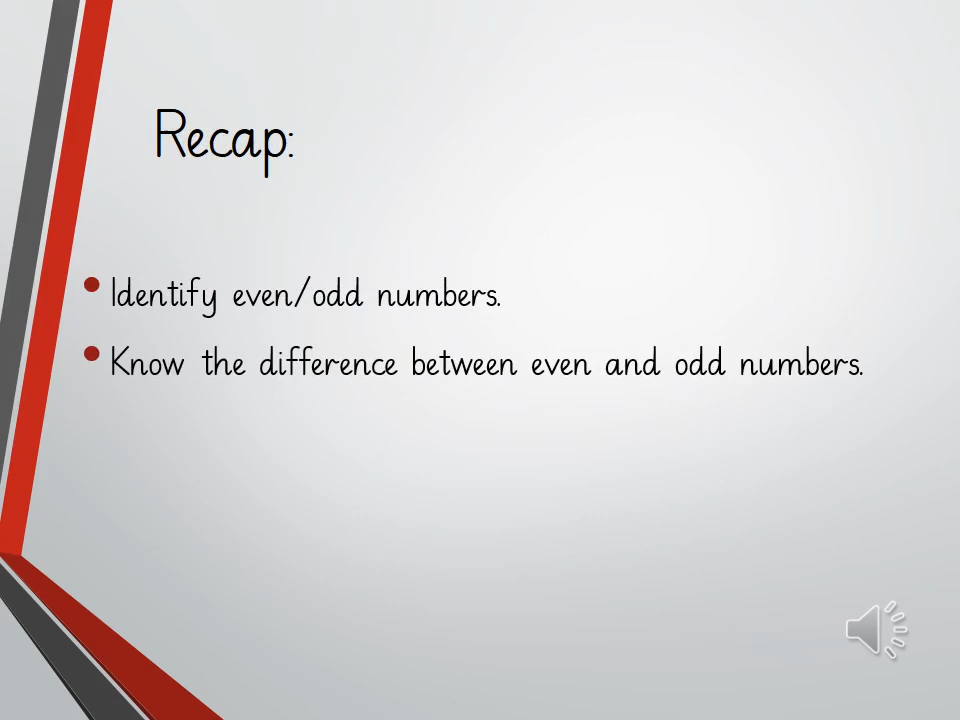 Recap:
Identify even/odd numbers.
Know the difference between even and odd numbers.